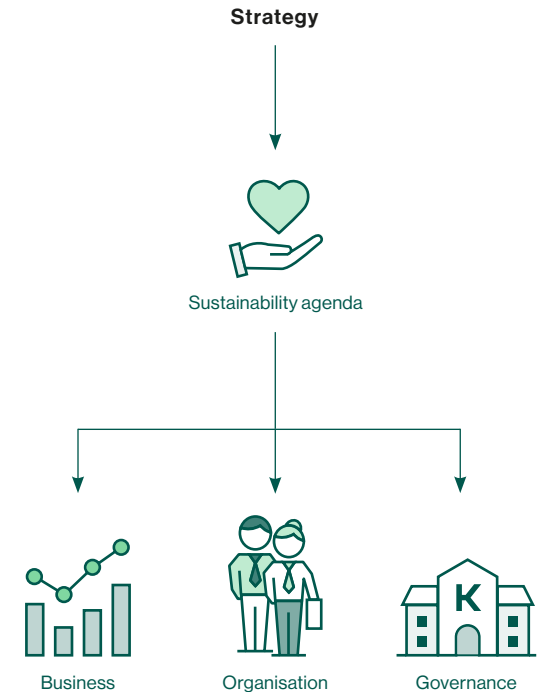 Strategy
Sustainability agenda
K
Business
Organisation
Governance